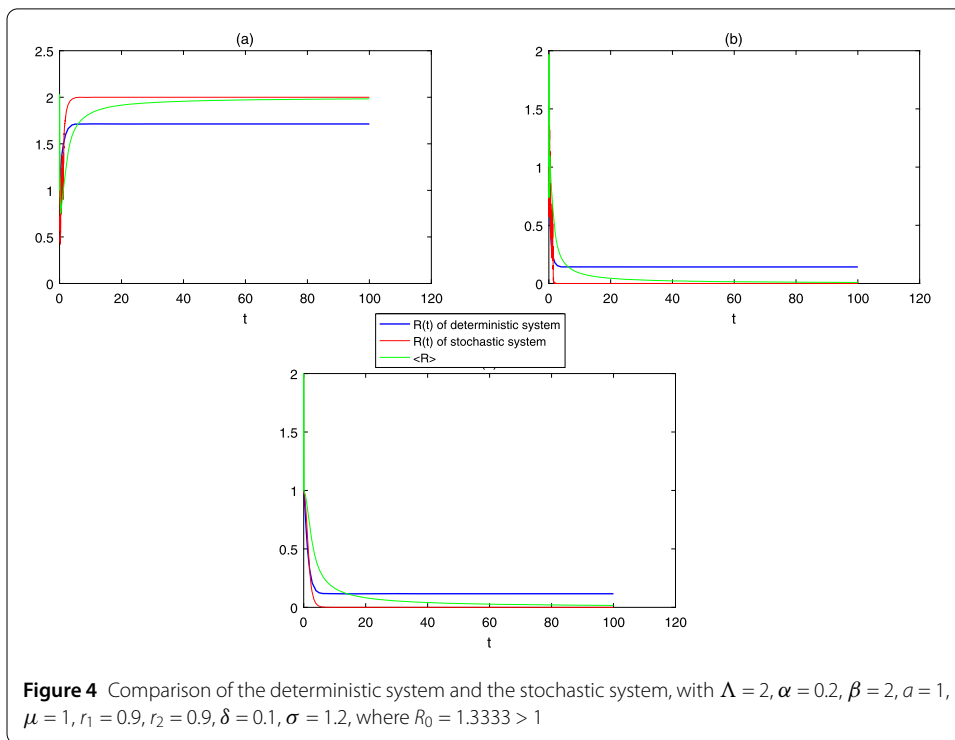 (a)
2.5
2
1.5
1
0.5
0
0 20 40 60 80 100 120
t
(b)
2
1.5
1
0.5
0
0 20 40 60 80 100 120
t
R(t) of deterministic system
R(t) of stochastic system
<R>
2
1.5
1
0.5
0
0 20 40 60 80 100 120
t
Figure 4 Comparison of the deterministic system and the stochastic system, with Λ = 2, α = 0.2, β = 2, a = 1,
μ = 1, r₁ = 0.9, r₂ = 0.9, δ = 0.1, σ = 1.2, where R₀ = 1.3333 > 1